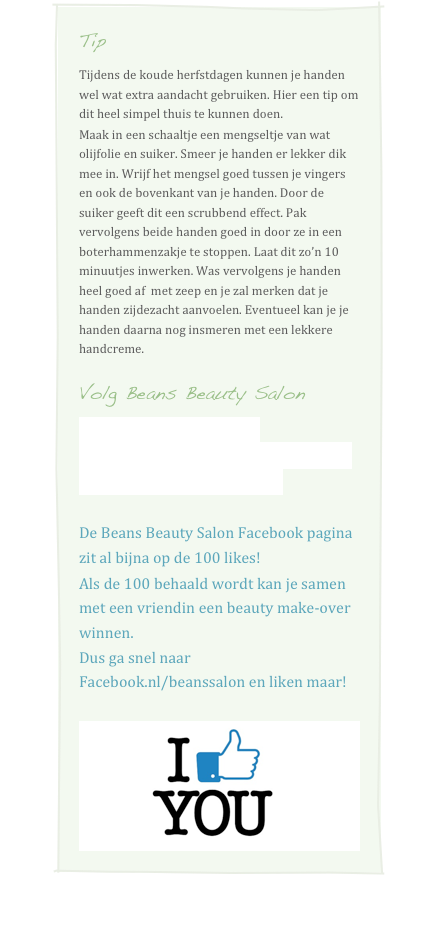 Tip
Tijdens de koude herfstdagen kunnen je handen
wel wat extra aandacht gebruiken. Hier een tip om
dit heel simpel thuis te kunnen doen.
Maak in een schaaltje een mengseltje van wat
olijfolie en suiker. Smeer je handen er lekker dik
mee in. Wrijf het mengsel goed tussen je vingers
en ook de bovenkant van je handen. Door de
suiker geeft dit een scrubbend effect. Pak
vervolgens beide handen goed in door ze in een
boterhammenzakje te stoppen. Laat dit zo’n 10
minuutjes inwerken. Was vervolgens je handen
heel goed af met zeep en je zal merken dat je
handen zijdezacht aanvoelen. Eventueel kan je je
handen daarna nog insmeren met een lekkere
handcreme.
Volg Beans Beauty Salon
De Beans Beauty Salon Facebook pagina
zit al bijna op de 100 likes!
Als de 100 behaald wordt kan je samen
met een vriendin een beauty make-over
winnen.
Dus ga snel naar
Facebook.nl/beanssalon en liken maar!
I
YOU